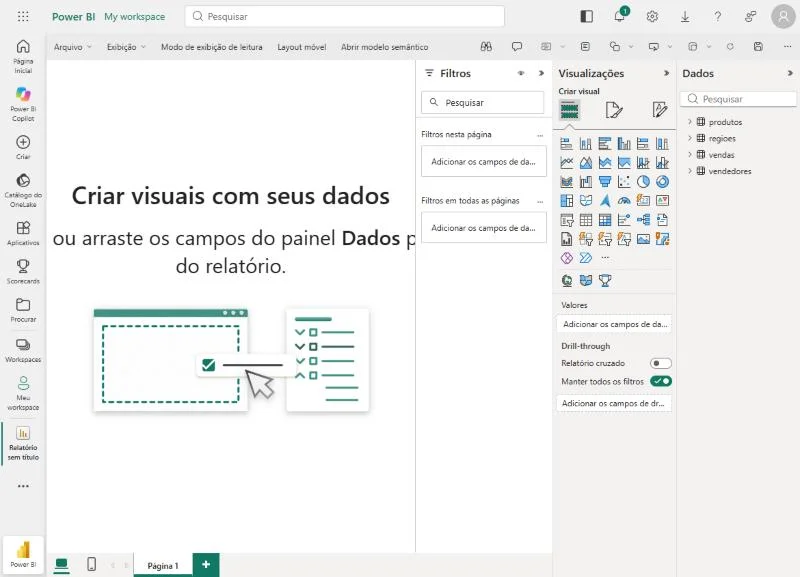 Power BI My workspace
Pesquisar
1
Arquivo
Exibição
Modo de exibição de leitura
Layout móvel
Abrir modelo semântico
Página
Inicial
Power BI
Copilot
Criar
Catálogo do
OneLake
Aplicativos
Scorecards
Procurar
Workspaces
Meu
workspace
Relatório
sem título
Power BI
Criar visuais com seus dados
ou arraste os campos do painel Dados p
do relatório.
Página 1
Filtros
Pesquisar
Filtros nesta página
Adicionar os campos de da...
Filtros em todas as páginas
Adicionar os campos de da...
Visualizações
Criar visual
Valores
Adicionar os campos de da...
Drill-through
Relatório cruzado
Manter todos os filtros
Adicionar os campos de dr...
Dados
Pesquisar
produtos
regioes
vendas
vendedores